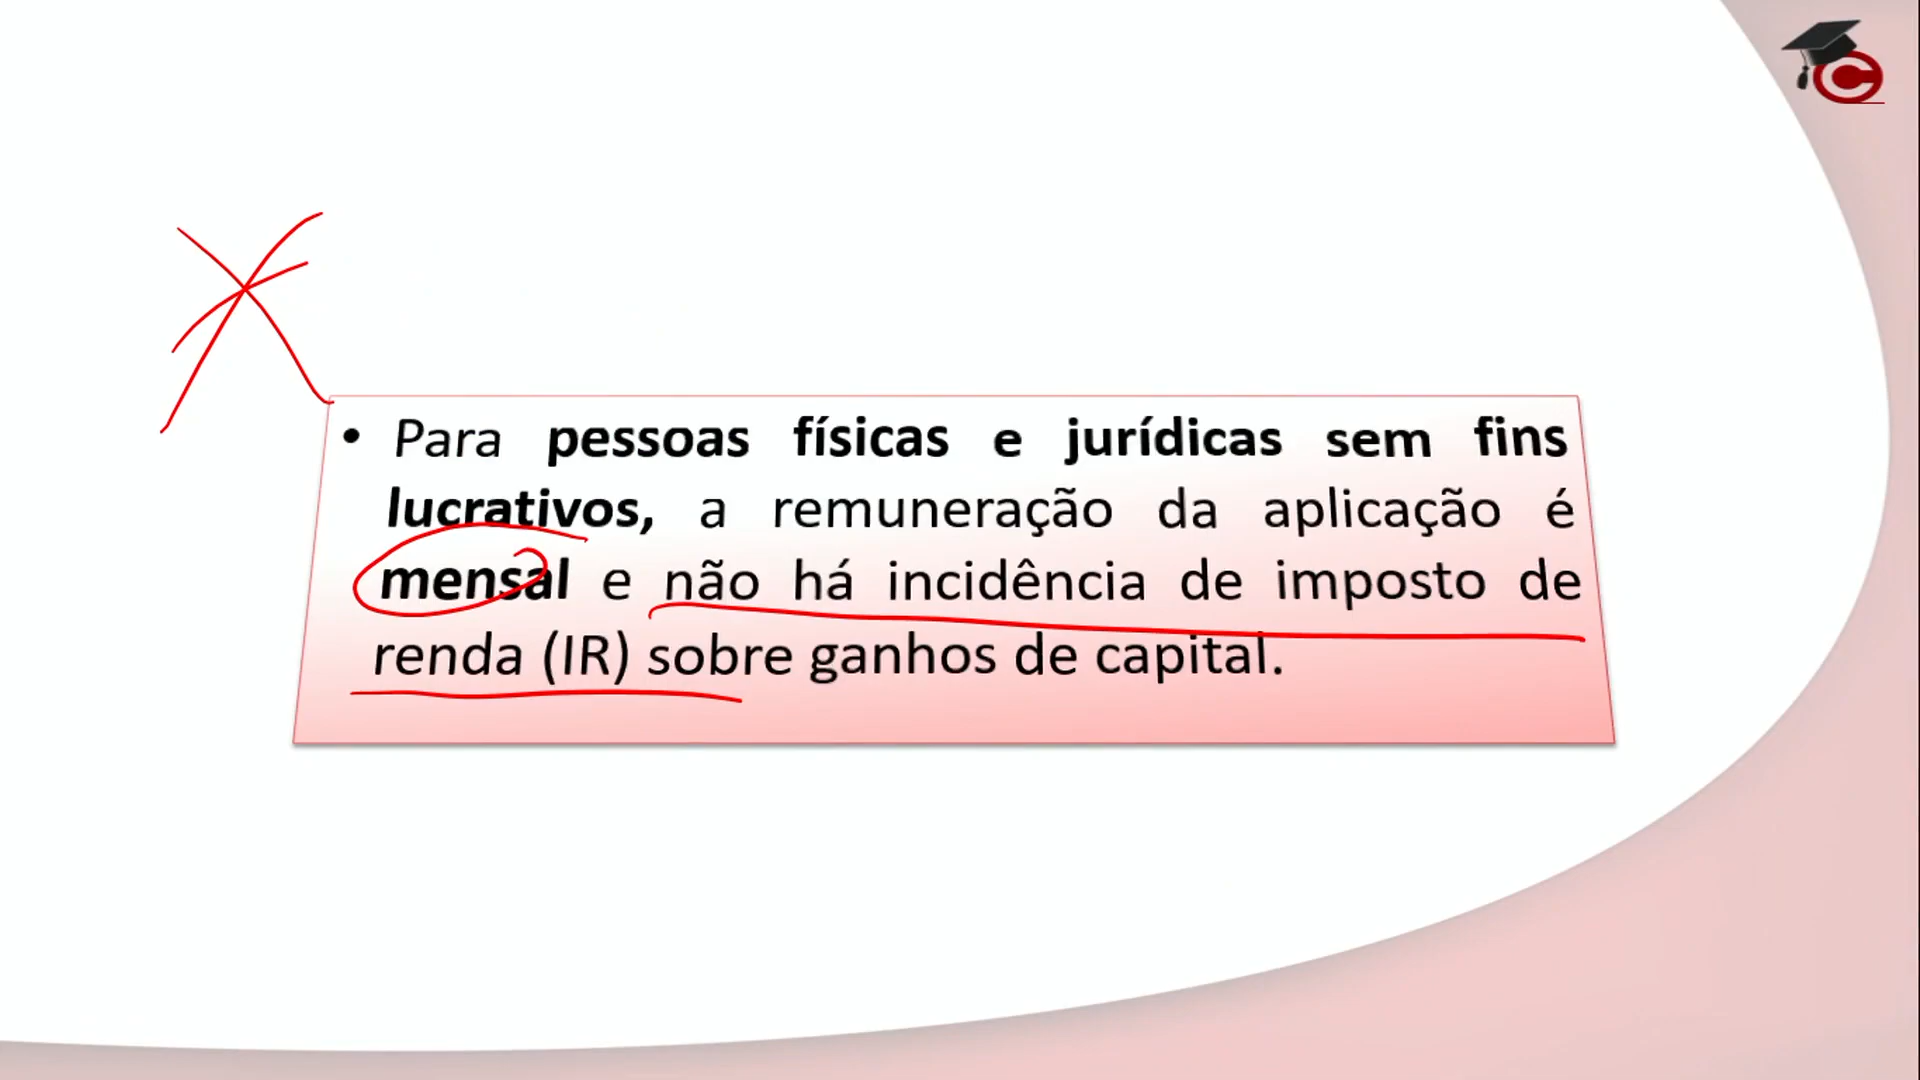 • Para pessoas físicas e jurídicas sem fins
lucrativos, a remuneração da aplicação é
mensal e não há incidência de imposto de
renda (IR) sobre ganhos de capital.